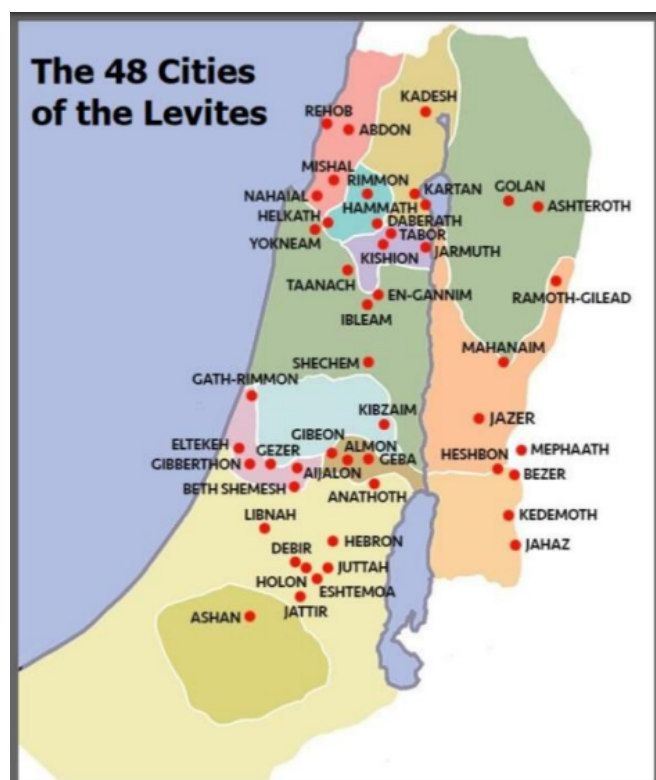 The 48 Cities
of the Levites
KADESH
REHOB
ABDON
MISHAL
RIMMON
KARTAN
GOLAN
NAHAIAL
HAMMATH
ASHTEROTH
HELKATH
DABERATH
TABOR
YOKNEAM
KISHION
JARMUTH
TAANACH
EN-GANNIM
RAMOTH-GILEAD
IBLEAM
MAHANAIM
SHECHEM
GATH-RIMMON
KIBZAIM
JAZER
GIBEON
ELTEKEH
GEZER
ALMON
MEPHAATH
GIBBERTHON
AIJALON
GEBA
HESHBON
BEZER
BETH SHEMESH
ANATHOTH
LIBNAH
KEDEMOTH
HEBRON
DEBIR
JAHAZ
HOLON
JUTTAH
ESHTEMOA
JATTIR
ASHAN